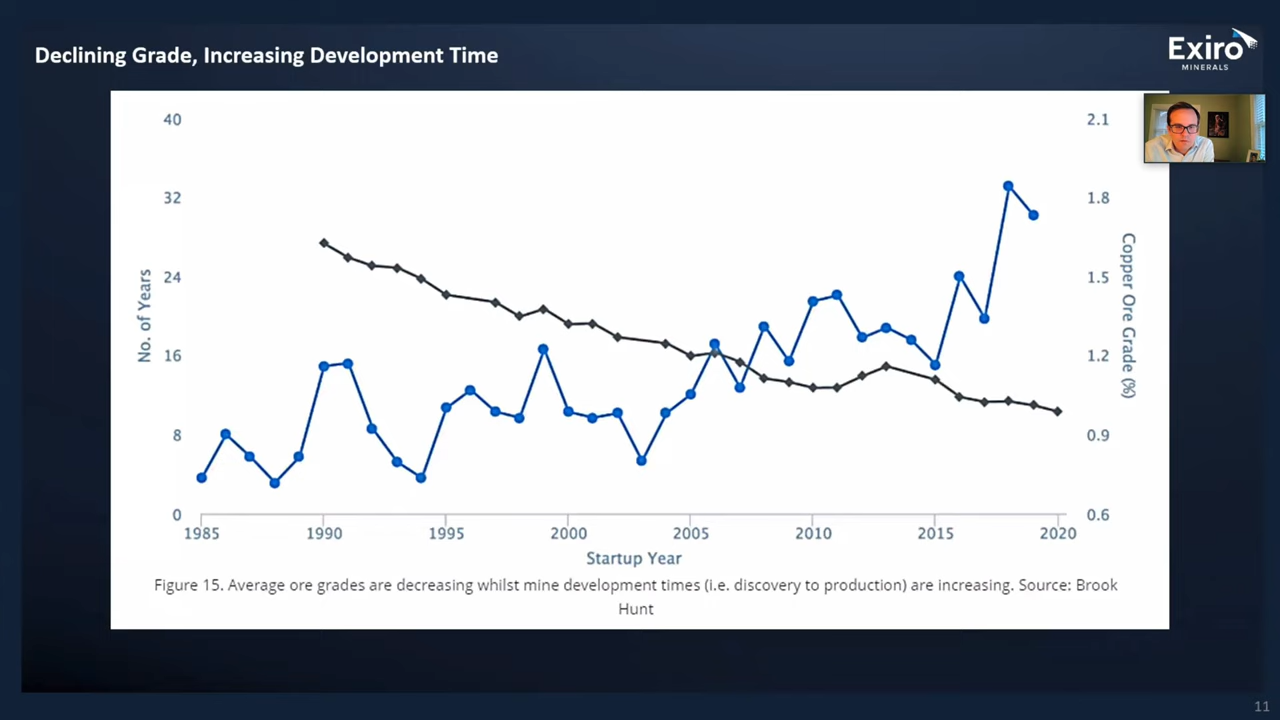 Declining Grade, Increasing Development Time
Exiro
MINERALS
40
32
24
16
8
0
No. of Years
2.1
1.8
1.5
1.2
0.9
0.6
Copper Ore Grade (%)
1985
1990
1995
2000
2005
2010
2015
2020
Startup Year
Figure 15. Average ore grades are decreasing whilst mine development times (i.e. discovery to production) are increasing. Source: Brook
Hunt
11